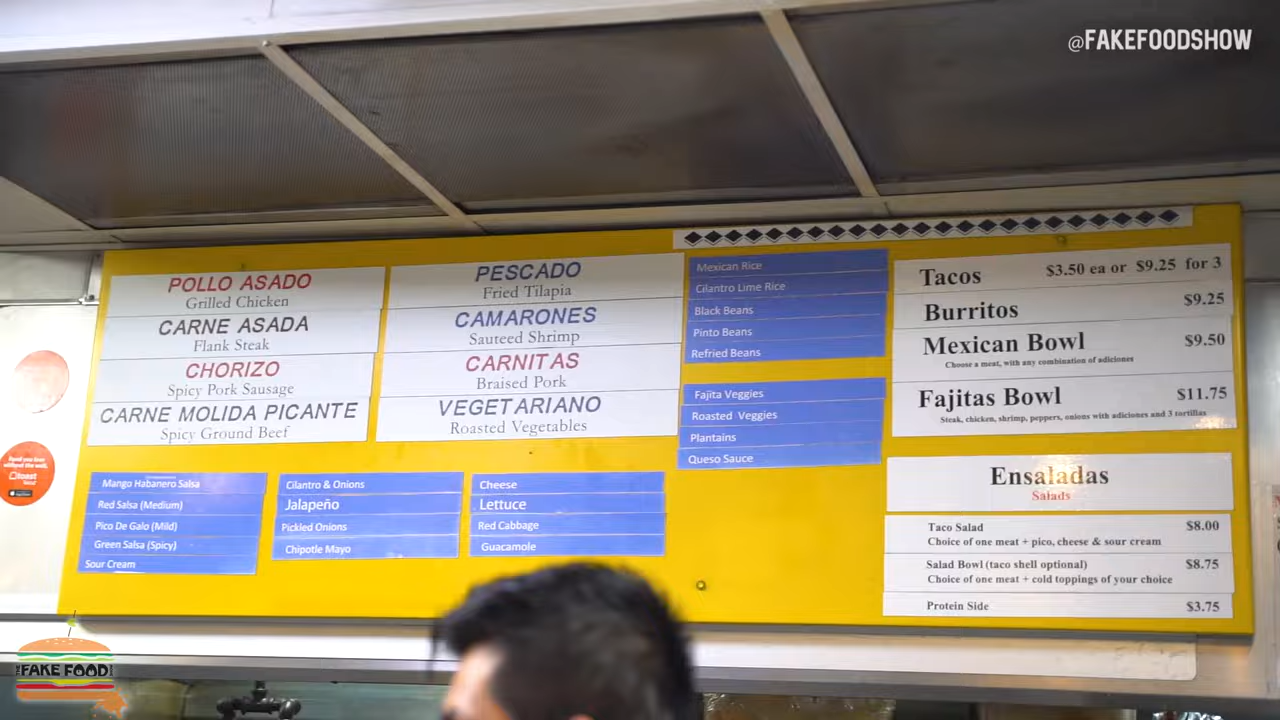 @FAKEFOODSHOW
POLLO ASADO
Grilled Chicken
CARNE ASADA
Flank Steak
CHORIZO
Spicy Pork Sausage
CARNE MOLIDA PICANTE
Spicy Ground Beef
PESCADO
Fried Tilapia
CAMARONES
Sauteed Shrimp
CARNITAS
Braised Pork
VEGETARIANO
Roasted Vegetables
Mexican Rice
Cilantro Lime Rice
Black Beans
Pinto Beans
Refried Beans
Fajita Veggies
Roasted Veggies
Plantains
Queso Sauce
Tacos $3.50 ea or $9.25 for 3
Burritos $9.25
Mexican Bowl $9.50
Choose a meat, with any combination of adiciones
Fajitas Bowl $11.75
Steak, chicken, shrimp, peppers, onions with adiciones and 3 tortillas
Ensaladas
Salads
Taco Salad $8.00
Choice of one meat + pico, cheese & sour cream
Salad Bowl (taco shell optional) $8.75
Choice of one meat + cold toppings of your choice
Protein Side $3.75
Mango Habanero Salsa
Red Salsa (Medium)
Pico De Galo (Mild)
Green Salsa (Spicy)
Sour Cream
Cilantro & Onions
Jalapeño
Pickled Onions
Chipotle Mayo
Cheese
Lettuce
Red Cabbage
Guacamole
without the wait.
toast
FAKE FOOD